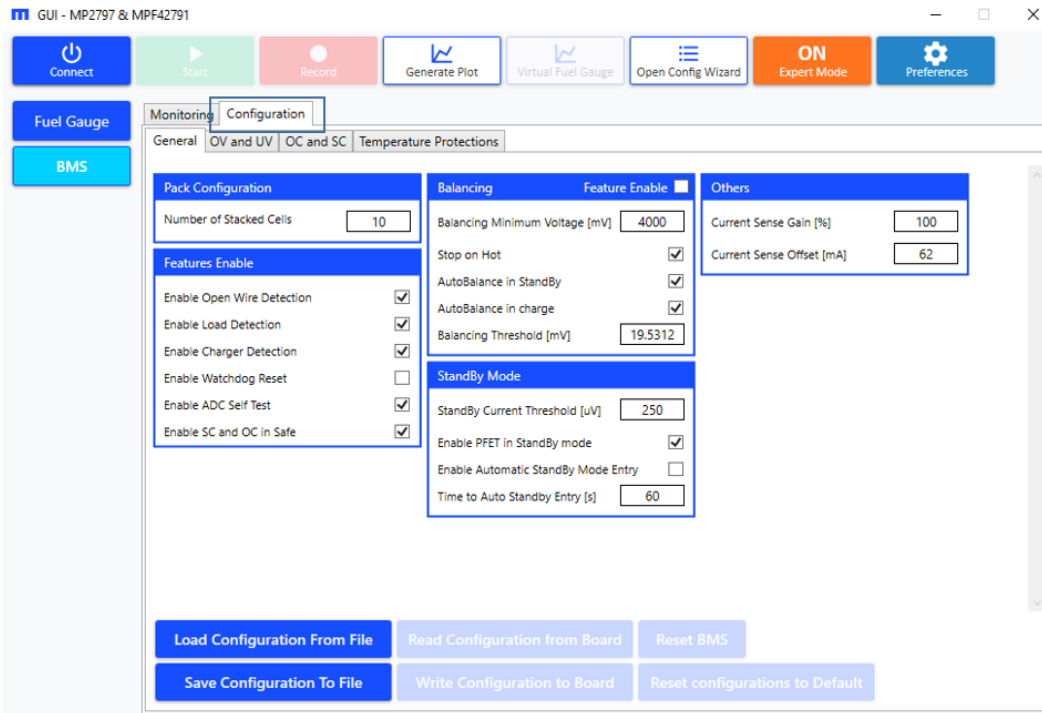 GUI - MP2797 & MPF42791
Connect
Start
Record
Generate Plot
Virtual Fuel Gauge
Open Config Wizard
ON
Expert Mode
Preferences
Fuel Gauge
BMS
Monitoring
Configuration
General
OV and UV
OC and SC
Temperature Protections
Pack Configuration
Number of Stacked Cells 10
Features Enable
Enable Open Wire Detection
Enable Load Detection
Enable Charger Detection
Enable Watchdog Reset
Enable ADC Self Test
Enable SC and OC in Safe
Balancing Feature Enable
Balancing Minimum Voltage [mV] 4000
Stop on Hot
AutoBalance in StandBy
AutoBalance in charge
Balancing Threshold [mV] 19.5312
StandBy Mode
StandBy Current Threshold [uV] 250
Enable PFET in StandBy mode
Enable Automatic StandBy Mode Entry
Time to Auto Standby Entry [s] 60
Others
Current Sense Gain [%] 100
Current Sense Offset [mA] 62
Load Configuration From File
Read Configuration from Board
Reset BMS
Save Configuration To File
Write Configuration to Board
Reset configurations to Default